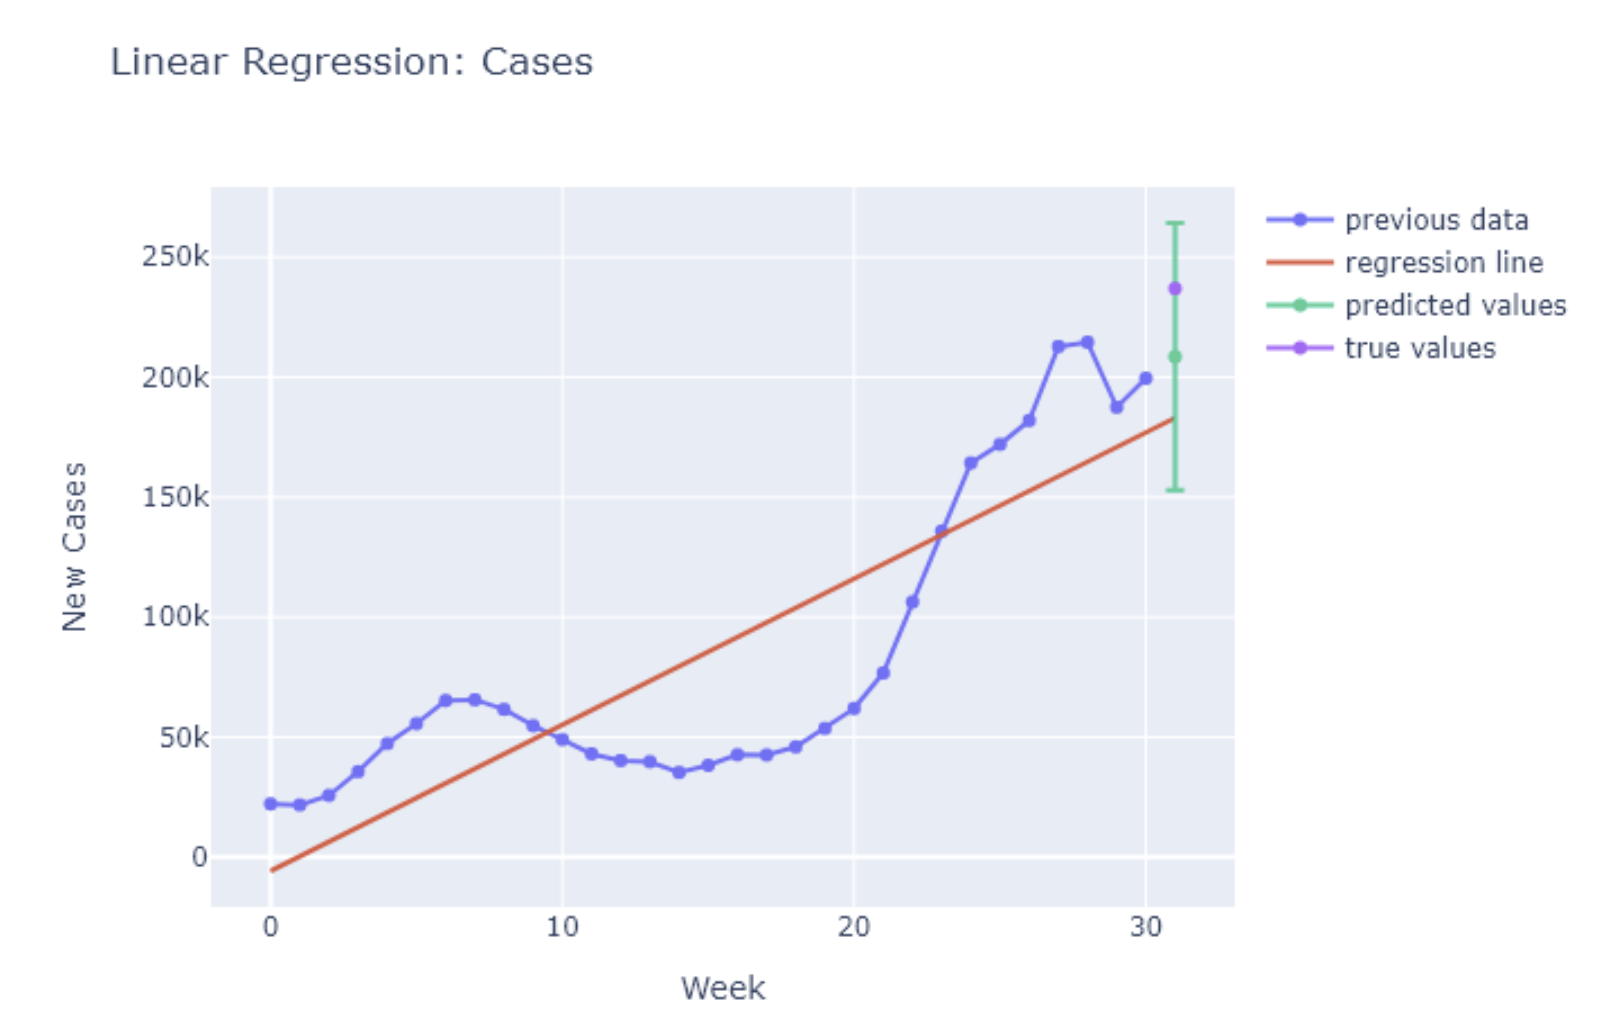 Linear Regression: Cases
250k
200k
150k
100k
50k
0
New Cases
0 10 20 30
Week
previous data
regression line
predicted values
true values